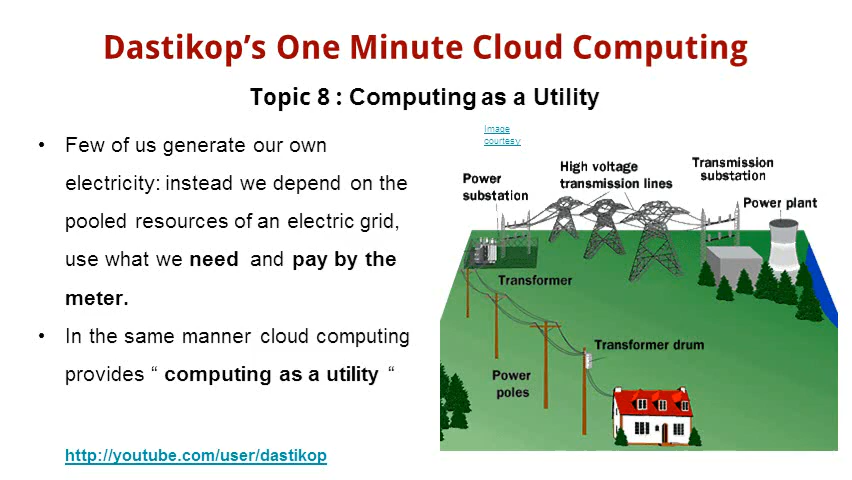 Dastikop’s One Minute Cloud Computing
Topic 8 : Computing as a Utility
• Few of us generate our own
electricity: instead we depend on the
pooled resources of an electric grid,
use what we need and pay by the
meter.
• In the same manner cloud computing
provides “ computing as a utility “
http://youtube.com/user/dastikop
Image
courtesy
Power
substation
High voltage
transmission lines
Transmission
substation
Power plant
Transformer
Transformer drum
Power
poles